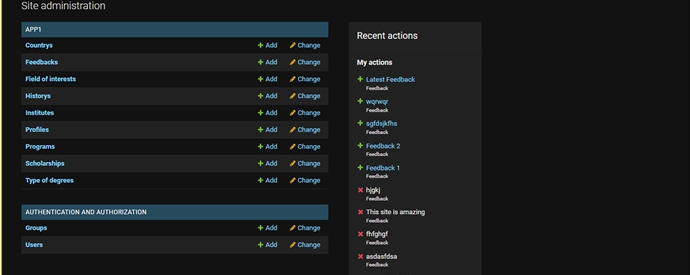 Site administration
APP1
Countrys Add Change
Feedbacks Add Change
Field of interests Add Change
Historys Add Change
Institutes Add Change
Profiles Add Change
Programs Add Change
Scholarships Add Change
Type of degrees Add Change
AUTHENTICATION AND AUTHORIZATION
Groups Add Change
Users Add Change
Recent actions
My actions
Latest Feedback
Feedback
wqrwqr
Feedback
sgfdsjkfhs
Feedback
Feedback 2
Feedback
Feedback 1
Feedback
hjgkj
Feedback
This site is amazing
Feedback
fhfghgf
Feedback
asdasfdsa
Feedback